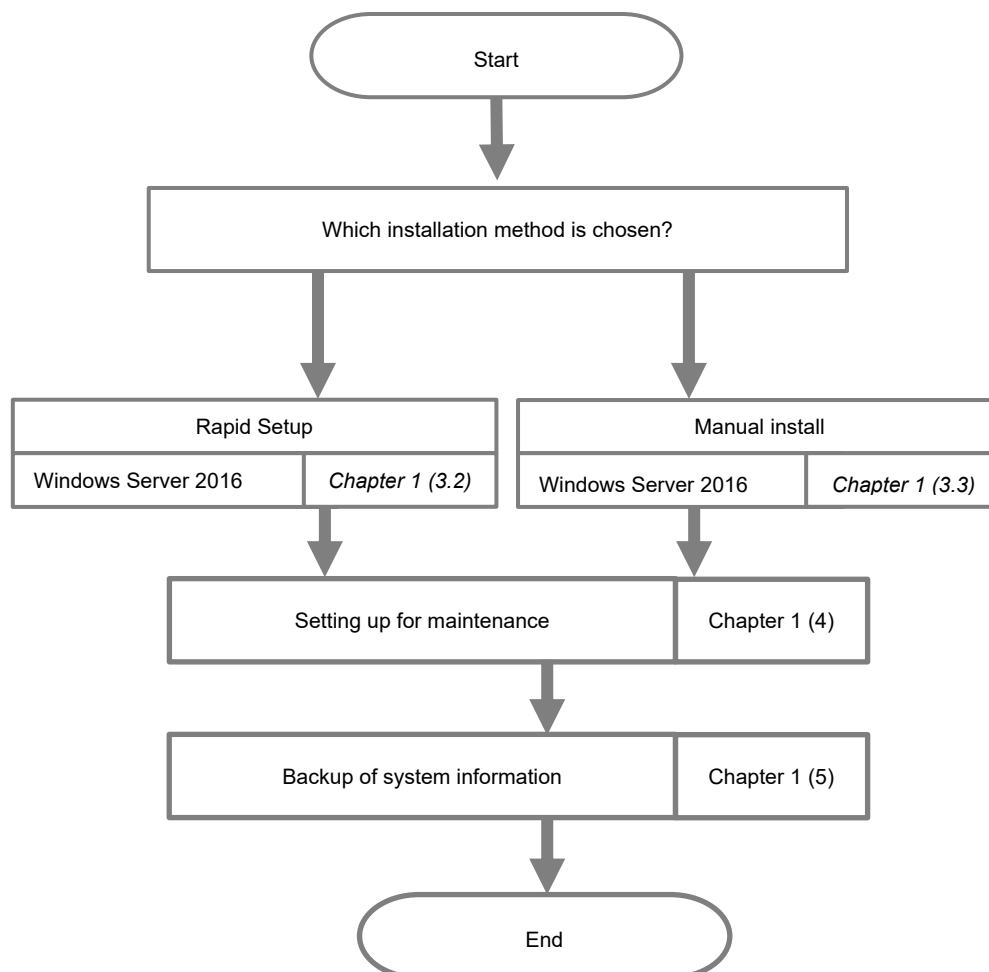 Start
Which installation method is chosen?
Rapid Setup
Windows Server 2016
Chapter 1 (3.2)
Manual install
Windows Server 2016
Chapter 1 (3.3)
Setting up for maintenance
Chapter 1 (4)
Backup of system information
Chapter 1 (5)
End